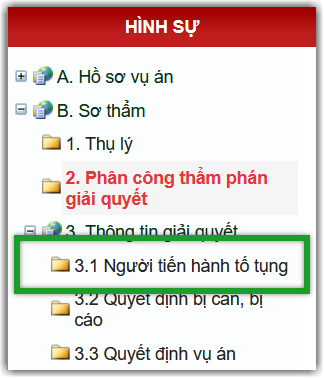 HÌNH SỰ
A. Hồ sơ vụ án
B. Sơ thẩm
1. Thụ lý
2. Phân công thẩm phán
giải quyết
3. Thông tin giải quyết
3.1 Người tiến hành tố tụng
3.2 Quyết định bị can, bị
cáo
3.3 Quyết định vụ án